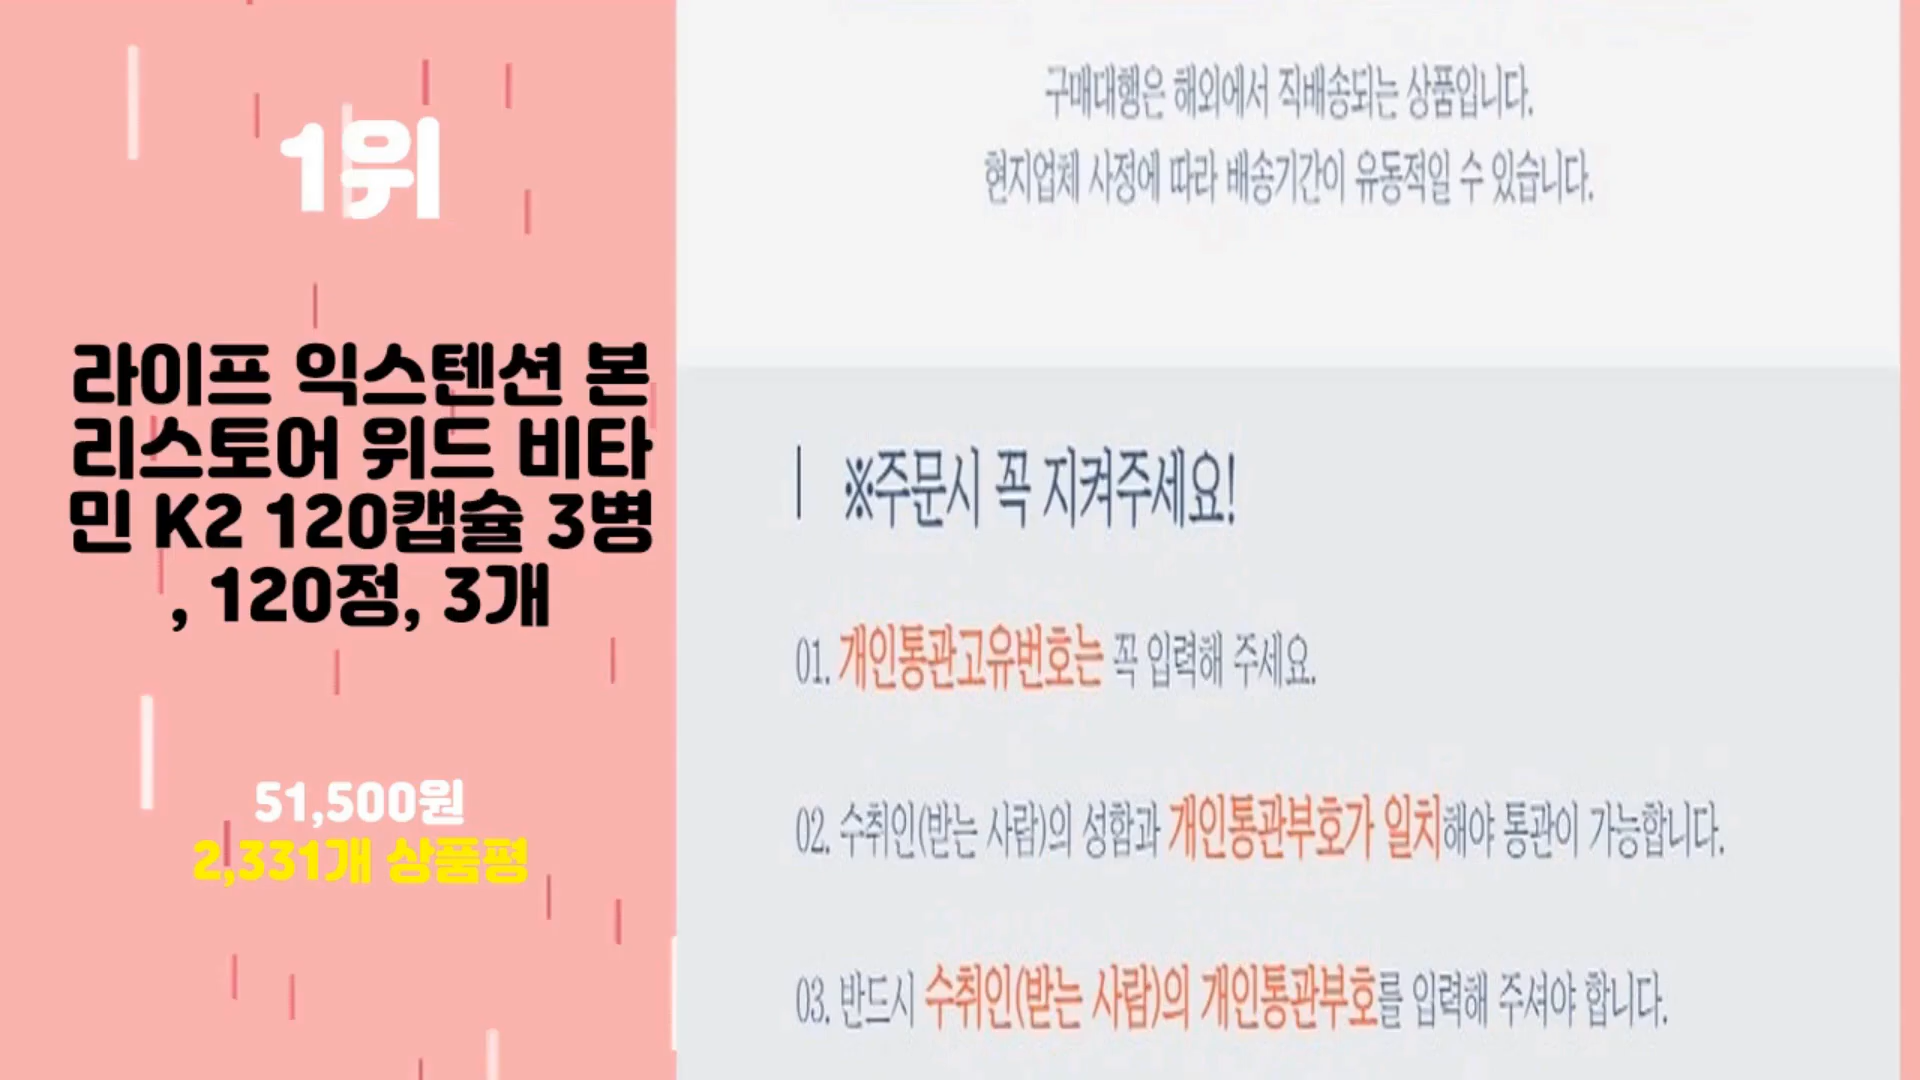 1위
라이프 익스텐션 본
리스토어 위드 비타
민 K2 120캡슐 3병
, 120정, 3개
51,500원
2,331개 상품평
구매대행은 해외에서 직배송되는 상품입니다.
현지업체 사정에 따라 배송기간이 유동적일 수 있습니다.
※주문시 꼭 지켜주세요!
01. 개인통관고유번호는 꼭 입력해 주세요.
02. 수취인(받는 사람)의 성함과 개인통관부호가 일치해야 통관이 가능합니다.
03. 반드시 수취인(받는 사람)의 개인통관부호를 입력해 주셔야 합니다.